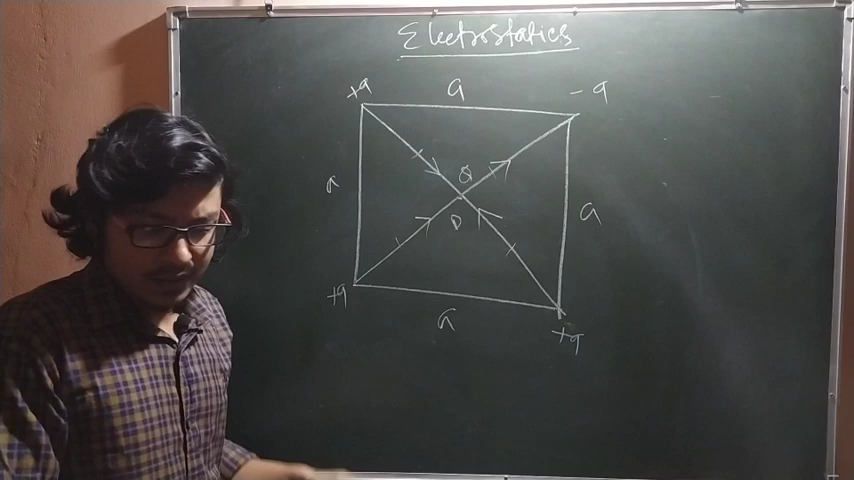 Electrostatics
+q a -q
a Q a
O
+q a +q